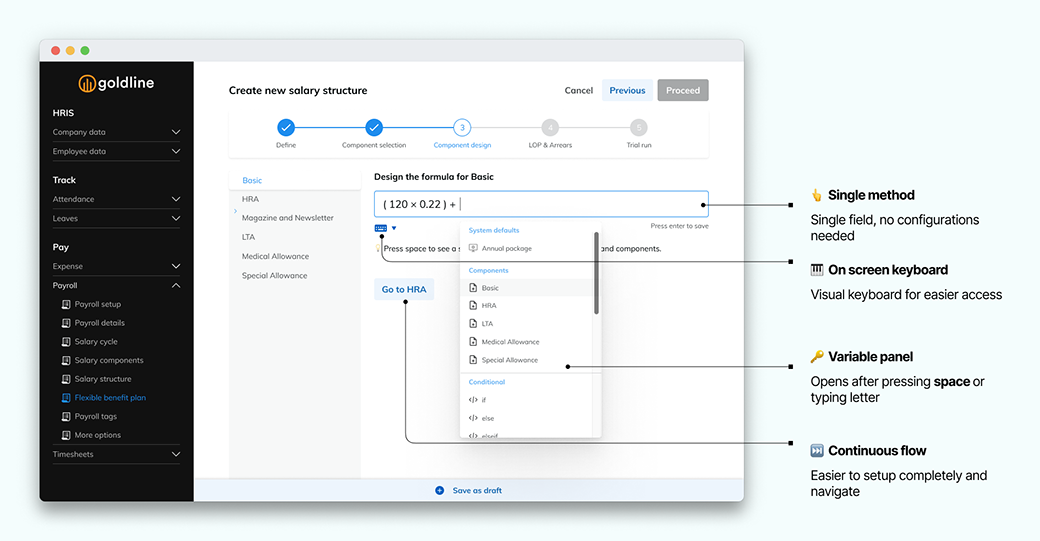 goldline
HRIS
Company data
Employee data
Track
Attendance
Leaves
Pay
Expense
Payroll
Payroll setup
Payroll details
Salary cycle
Salary components
Salary structure
Flexible benefit plan
Payroll tags
More options
Timesheets
Create new salary structure
Cancel
Previous
Proceed
3
4
5
Define
Component selection
Component design
LOP & Arrears
Trial run
Basic
HRA
Magazine and Newsletter
LTA
Medical Allowance
Special Allowance
Design the formula for Basic
( 120 × 0.22 ) +
Press enter to save
Press space to see a s
and components.
Go to HRA
System defaults
Annual package
Components
Basic
HRA
LTA
Medical Allowance
Special Allowance
Conditional
if
else
elseif
Save as draft
Single method
Single field, no configurations
needed
On screen keyboard
Visual keyboard for easier access
Variable panel
Opens after pressing space or
typing letter
Continuous flow
Easier to setup completely and
navigate